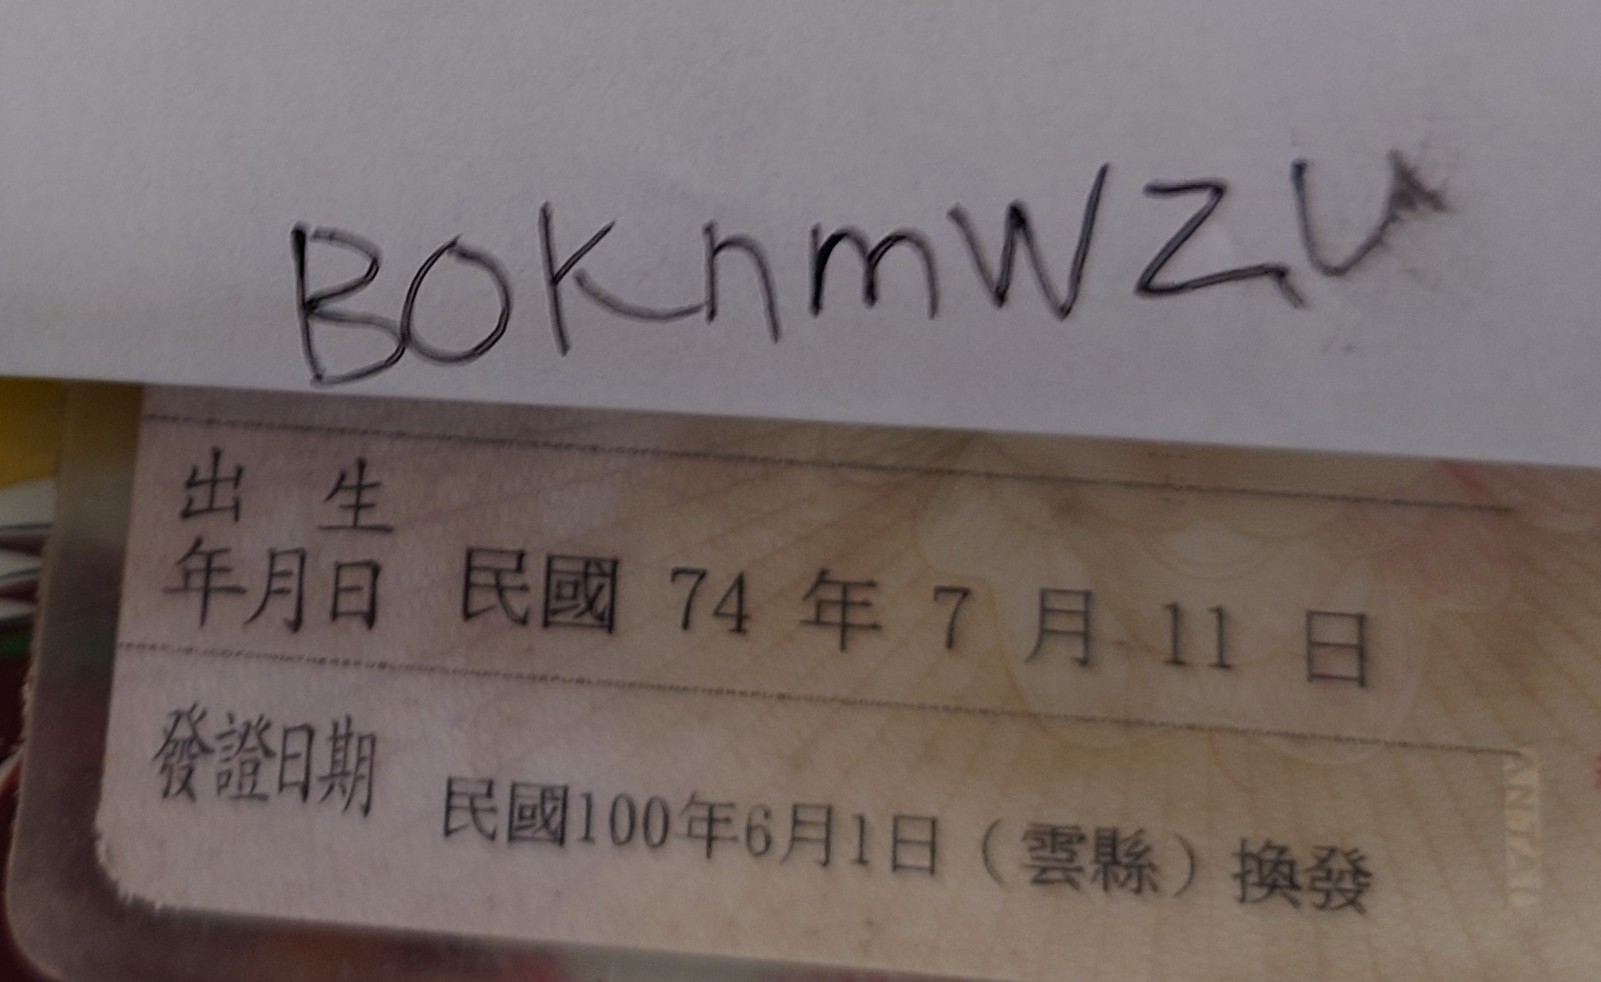 BOKnmWZU
出生
年月日 民國 74 年 7 月 11 日
發證日期 民國100年6月1日（雲縣）換發